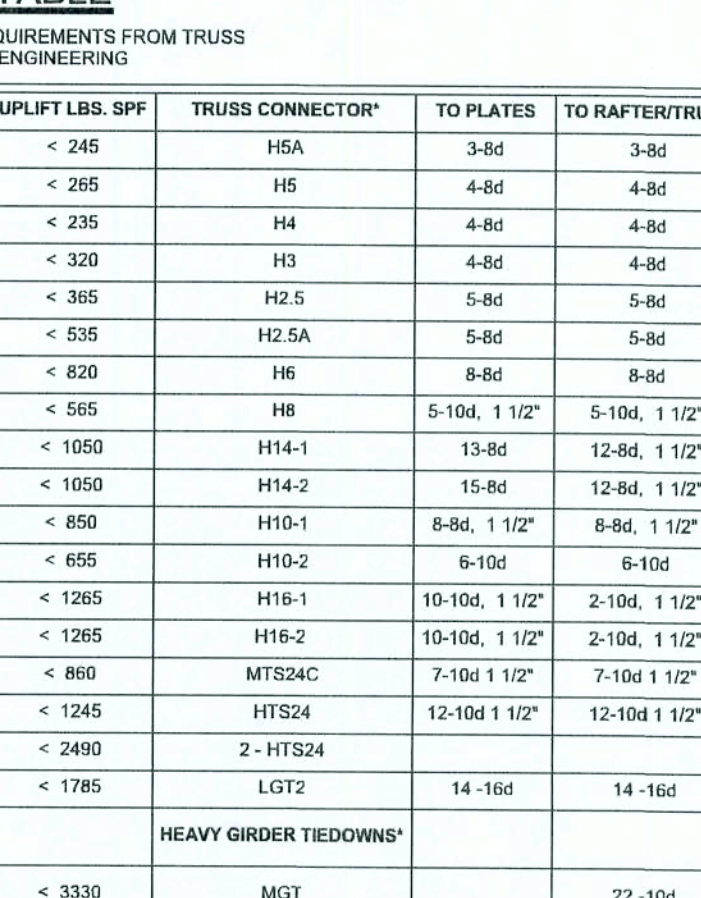 TABLE
QUIREMENTS FROM TRUSS
ENGINEERING
UPLIFT LBS. SPF TRUSS CONNECTOR* TO PLATES TO RAFTER/TRU
< 245 H5A 3-8d 3-8d
< 265 H5 4-8d 4-8d
< 235 H4 4-8d 4-8d
< 320 H3 4-8d 4-8d
< 365 H2.5 5-8d 5-8d
< 535 H2.5A 5-8d 5-8d
< 820 H6 8-8d 8-8d
< 565 H8 5-10d, 1 1/2" 5-10d, 1 1/2"
< 1050 H14-1 13-8d 12-8d, 1 1/2"
< 1050 H14-2 15-8d 12-8d, 1 1/2"
< 850 H10-1 8-8d, 1 1/2" 8-8d, 1 1/2"
< 655 H10-2 6-10d 6-10d
< 1265 H16-1 10-10d, 1 1/2" 2-10d, 1 1/2"
< 1265 H16-2 10-10d, 1 1/2" 2-10d, 1 1/2"
< 860 MTS24C 7-10d 1 1/2" 7-10d 1 1/2"
< 1245 HTS24 12-10d 1 1/2" 12-10d 1 1/2"
< 2490 2 - HTS24
< 1785 LGT2 14 -16d 14 -16d
HEAVY GIRDER TIEDOWNS*
< 3330 MGT 22 -10d